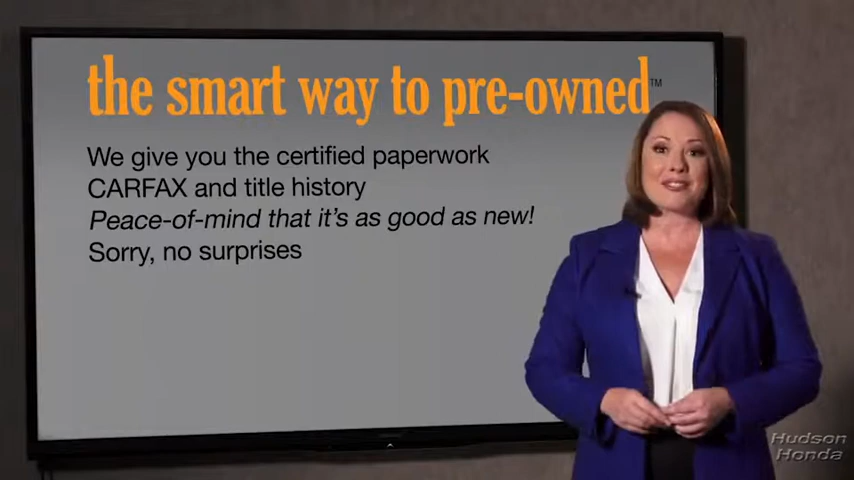 the smart way to pre-owned™
We give you the certified paperwork
CARFAX and title history
Peace-of-mind that it's as good as new!
Sorry, no surprises
Hudson
Honda